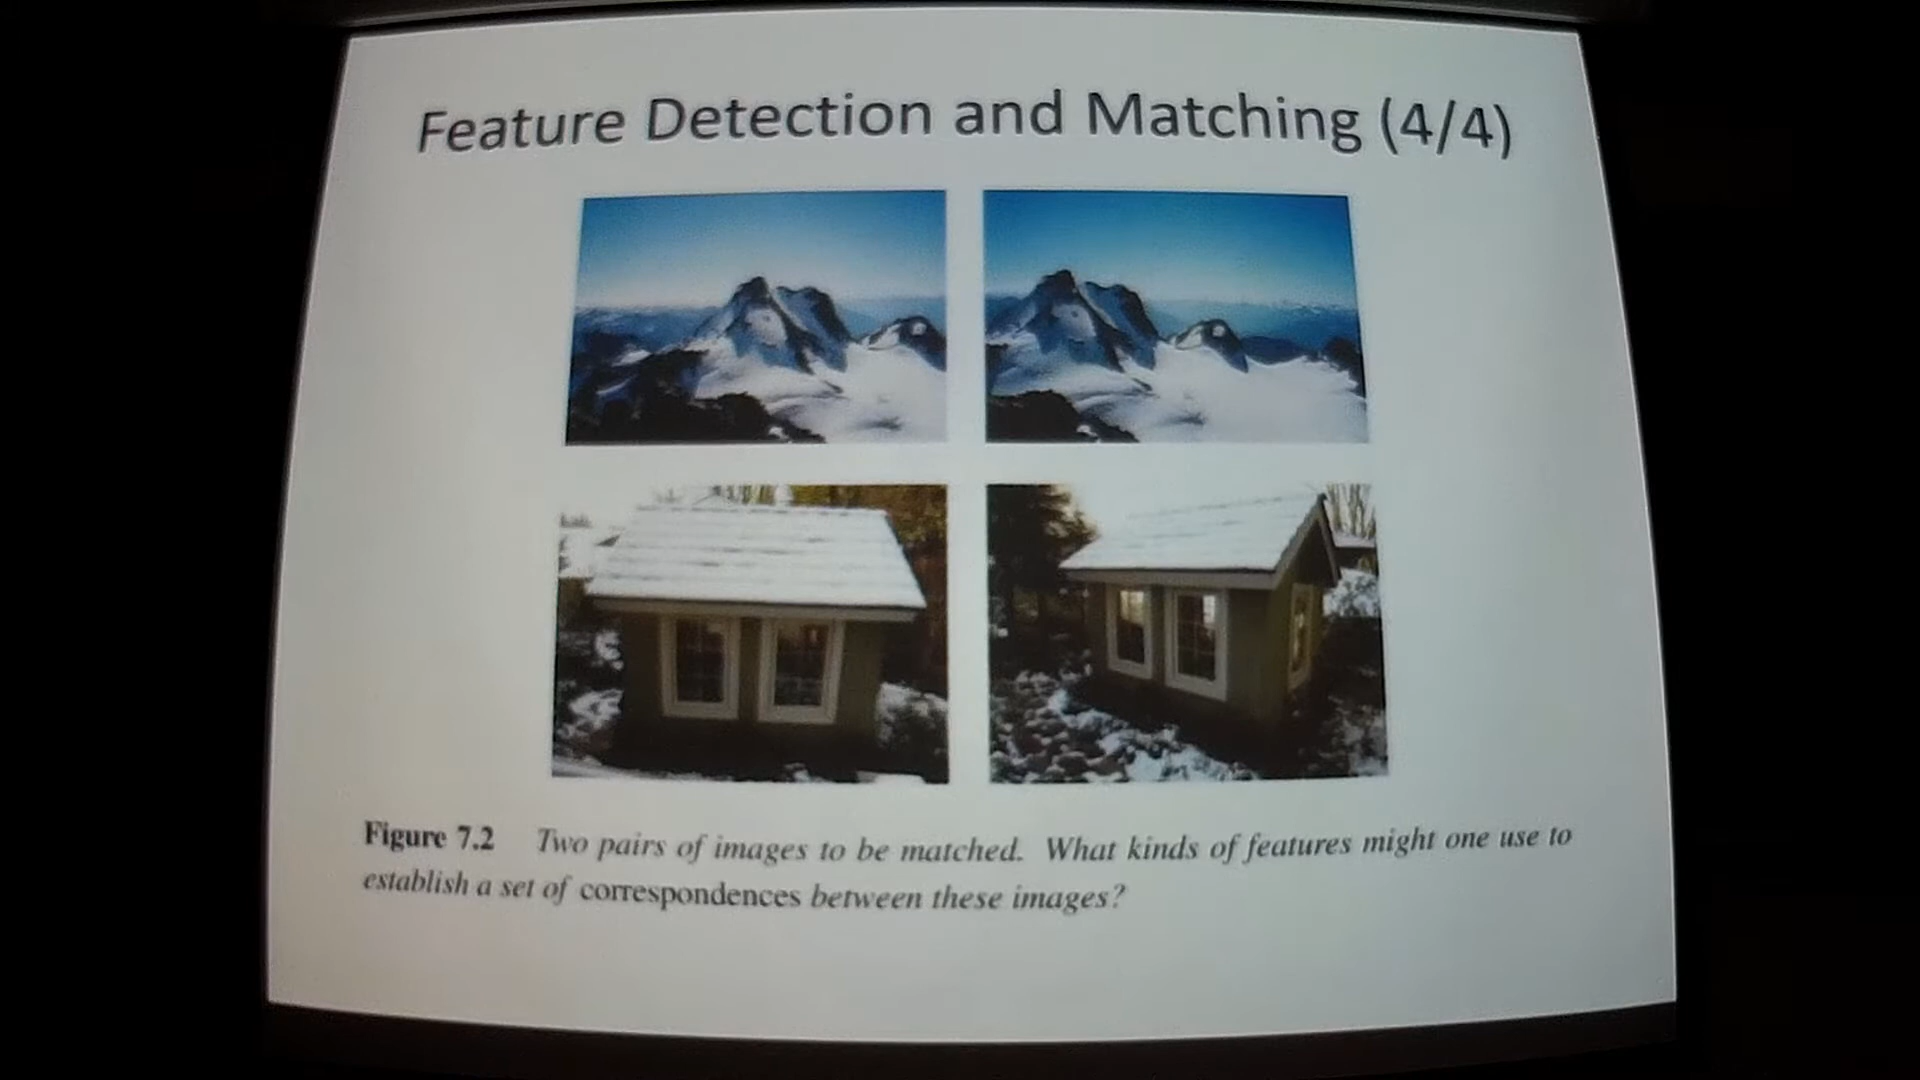 Feature Detection and Matching (4/4)
Figure 7.2 Two pairs of images to be matched. What kinds of features might one use to
establish a set of correspondences between these images?